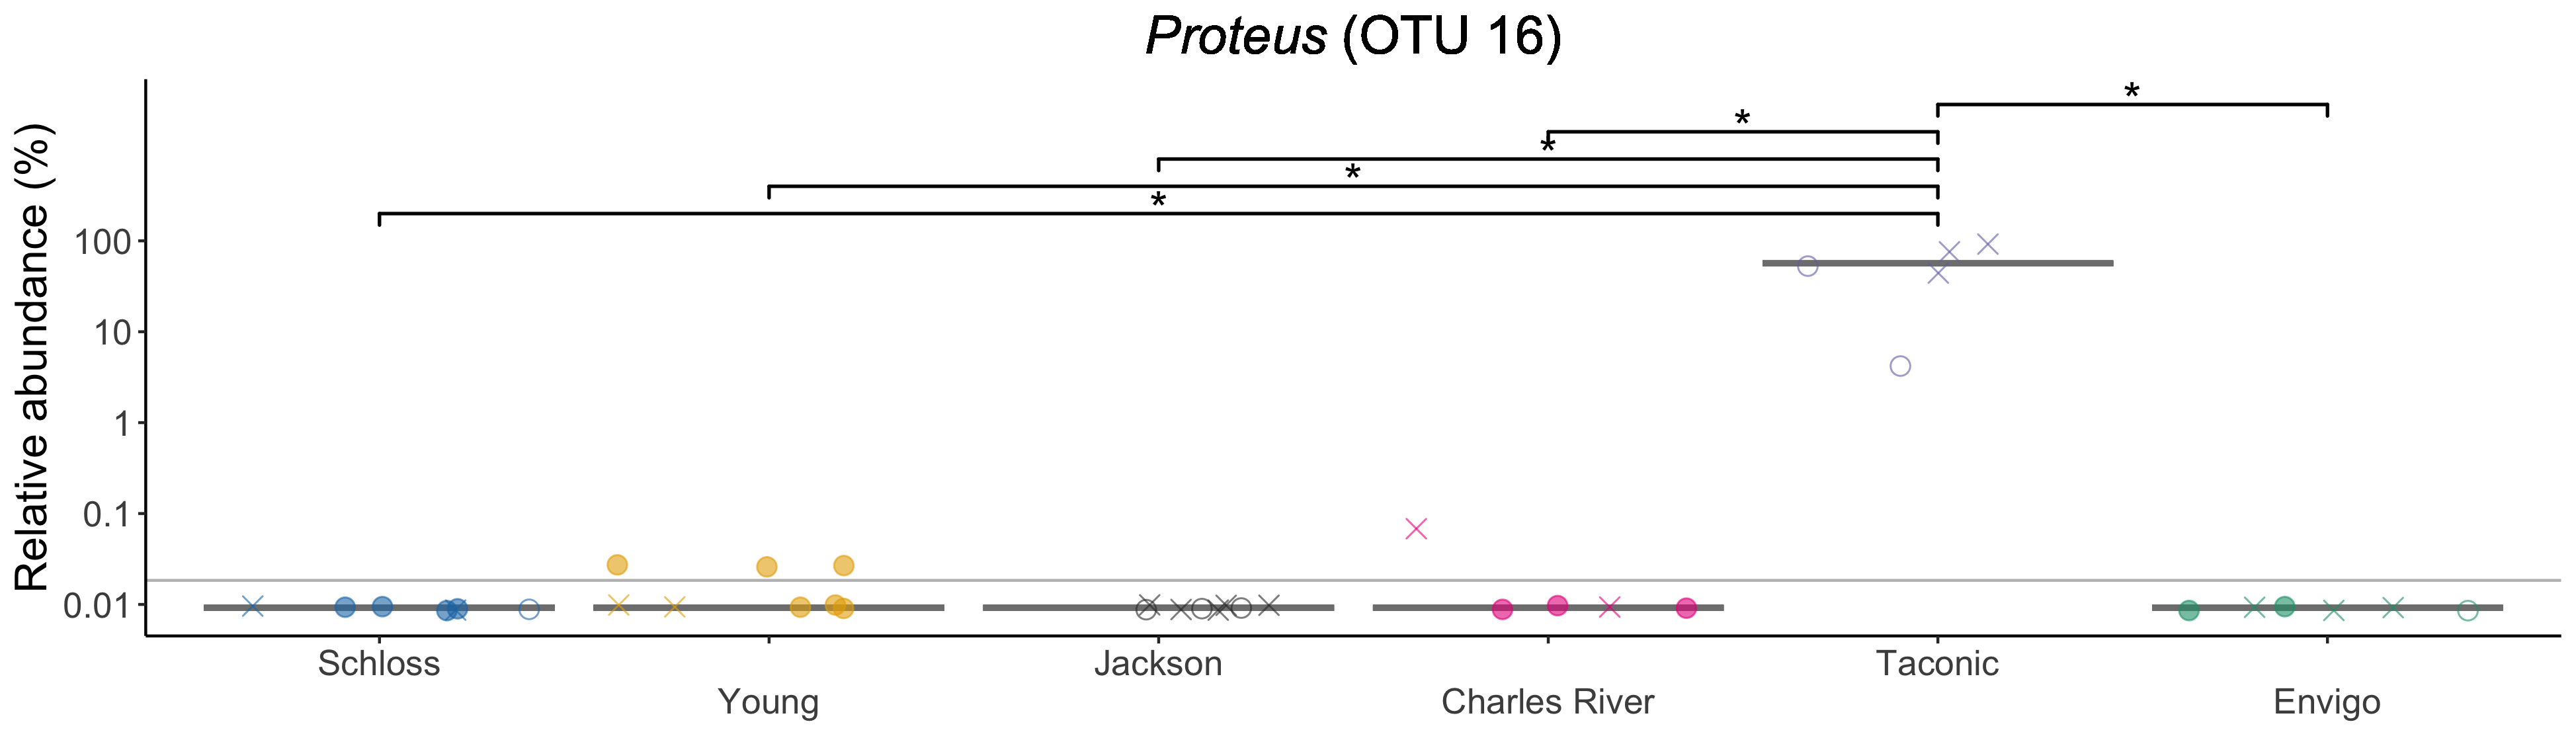 Proteus (OTU 16)
*
*
*
*
*
Relative abundance (%)
100
10
1
0.1
0.01
Schloss
Jackson
Taconic
Young
Charles River
Envigo